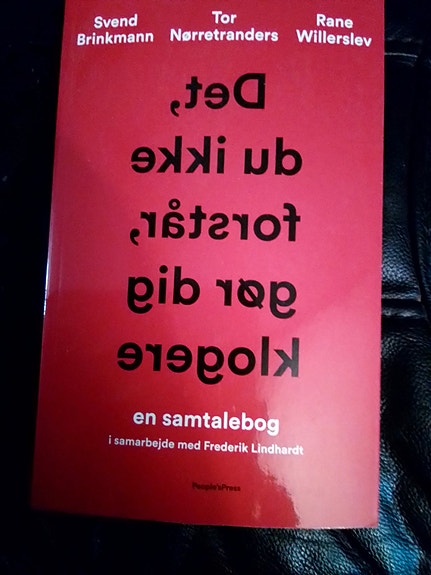 Svend Brinkmann
Tor Nørretranders
Rane Willerslev
Det,
du ikke
forstår,
gør dig
klogere
en samtalebog
i samarbejde med Frederik Lindhardt
People'sPress